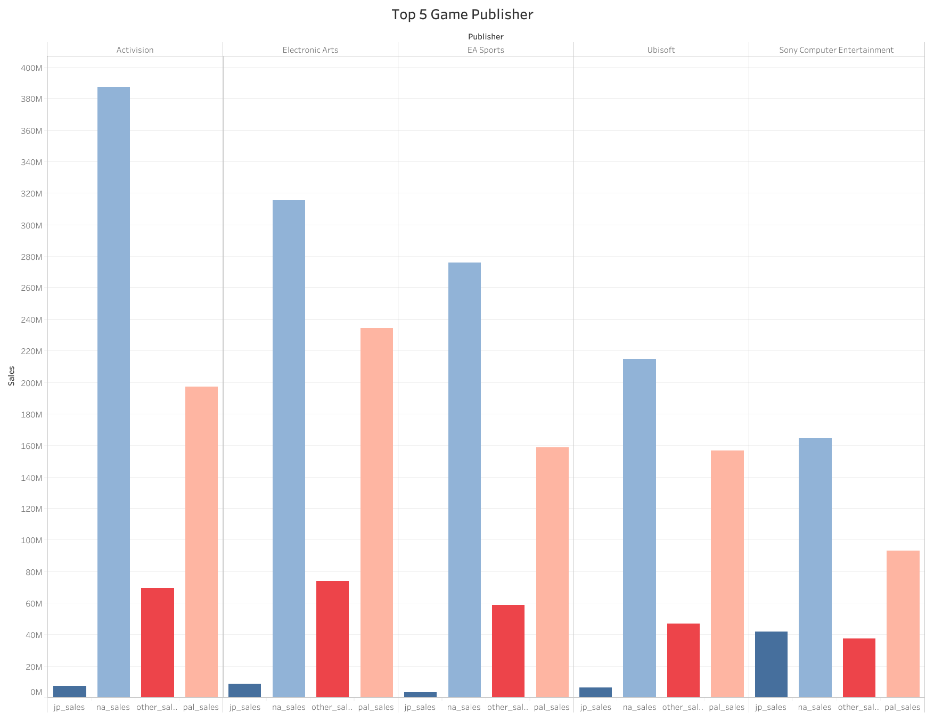 Top 5 Game Publisher
Publisher
Activision Electronic Arts EA Sports Ubisoft Sony Computer Entertainment
400M
380M
360M
340M
320M
300M
280M
260M
240M
220M
200M
180M
160M
140M
120M
100M
80M
60M
40M
20M
0M
Sales
jp_sales na_sales other_sal.. pal_sales jp_sales na_sales other_sal.. pal_sales jp_sales na_sales other_sal.. pal_sales jp_sales na_sales other_sal.. pal_sales jp_sales na_sales other_sal.. pal_sales